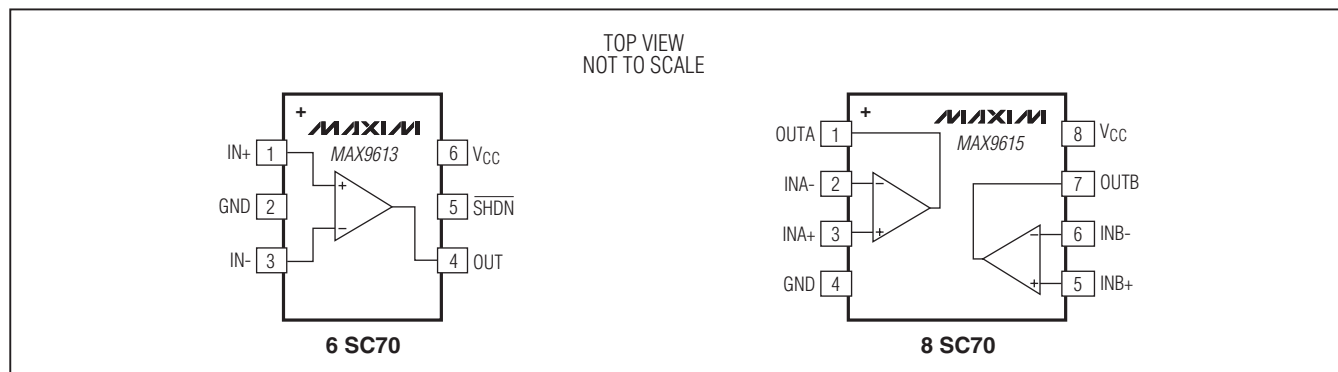 TOP VIEW
NOT TO SCALE
+
MAXIM
MAX9613
IN+ 1
GND 2
IN- 3
6 VCC
5 SHDN
4 OUT
+
-
6 SC70
+
MAXIM
MAX9615
OUTA 1
INA- 2
INA+ 3
GND 4
8 VCC
7 OUTB
6 INB-
5 INB+
-
+
-
+
8 SC70